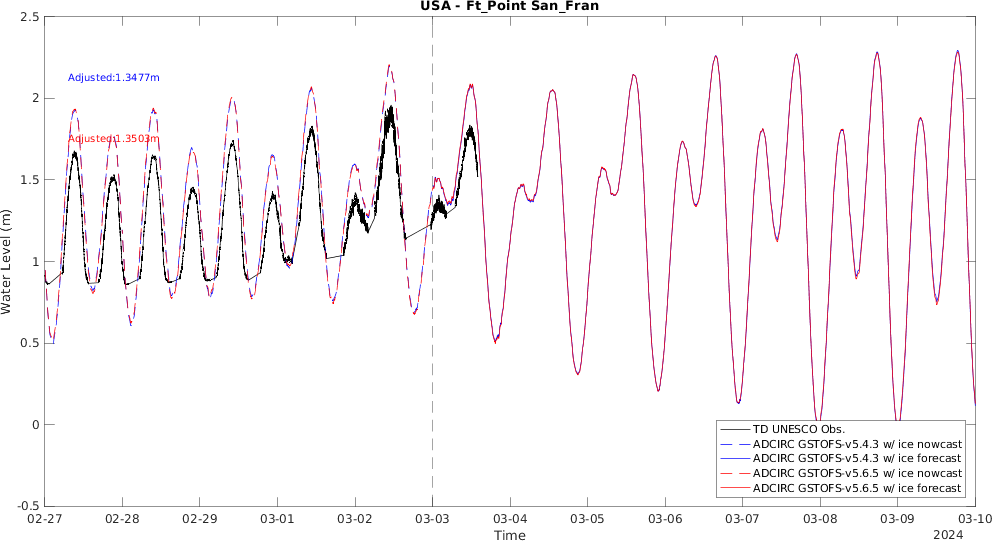 USA - Ft_Point San_Fran
2.5
2
1.5
1
0.5
0
-0.5
Water Level (m)
Adjusted:1.3477m
Adjusted:1.3503m
TD UNESCO Obs.
ADCIRC GSTOFS-v5.4.3 w/ ice nowcast
ADCIRC GSTOFS-v5.4.3 w/ ice forecast
ADCIRC GSTOFS-v5.6.5 w/ ice nowcast
ADCIRC GSTOFS-v5.6.5 w/ ice forecast
02-27 02-28 02-29 03-01 03-02 03-03 03-04 03-05 03-06 03-07 03-08 03-09 03-10
Time
2024